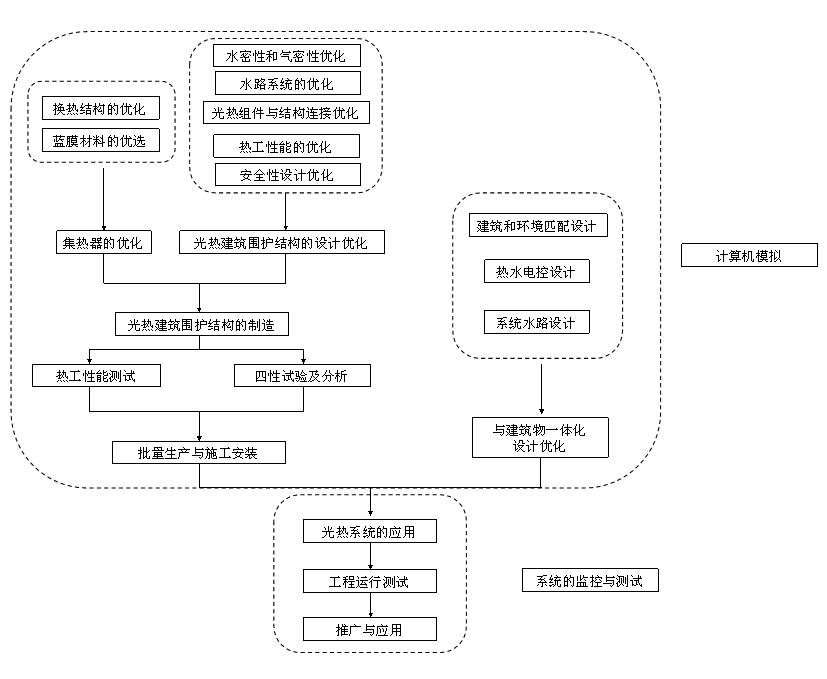 水密性和气密性优化
水路系统的优化
光热组件与结构连接优化
热工性能的优化
安全性设计优化
换热结构的优化
蓝膜材料的优选
集热器的优化
光热建筑围护结构的设计优化
建筑和环境匹配设计
热水电控设计
系统水路设计
计算机模拟
光热建筑围护结构的制造
热工性能测试
四性试验及分析
与建筑物一体化
设计优化
批量生产与施工安装
光热系统的应用
工程运行测试
推广与应用
系统的监控与测试